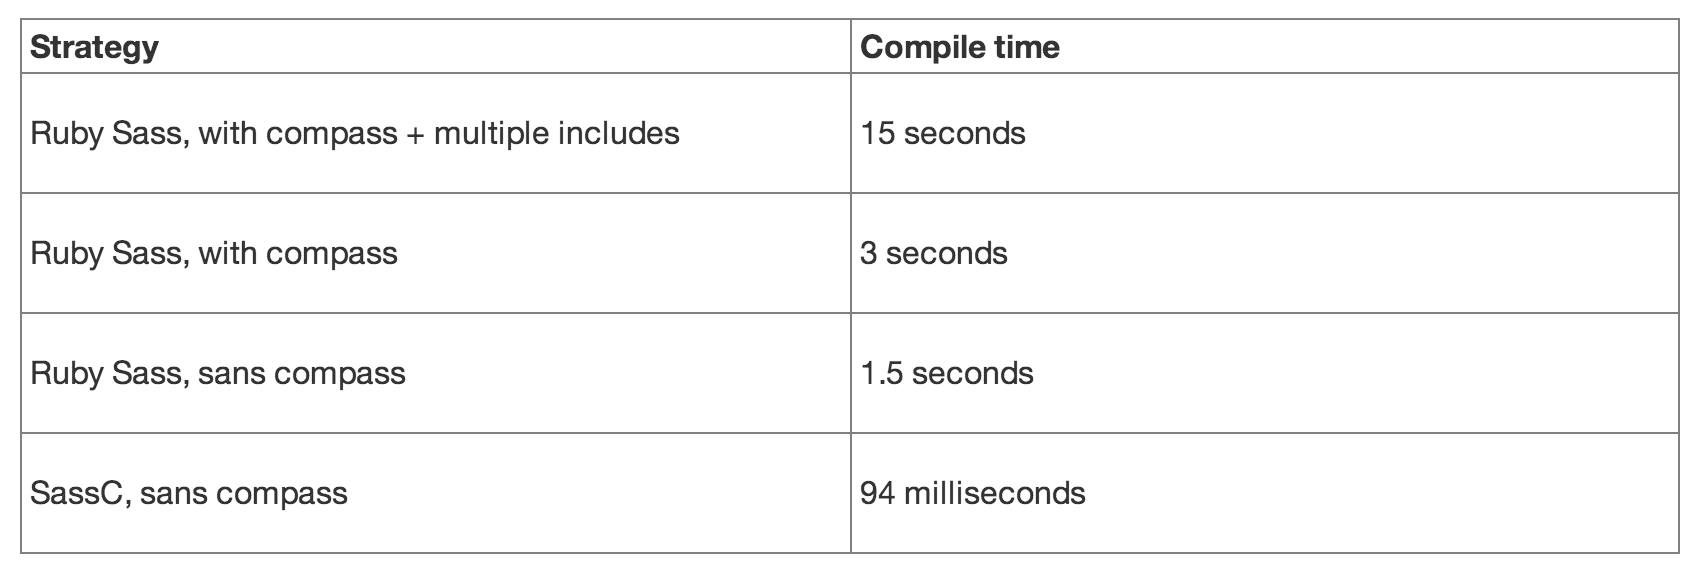 Strategy Compile time
Ruby Sass, with compass + multiple includes 15 seconds
Ruby Sass, with compass 3 seconds
Ruby Sass, sans compass 1.5 seconds
SassC, sans compass 94 milliseconds